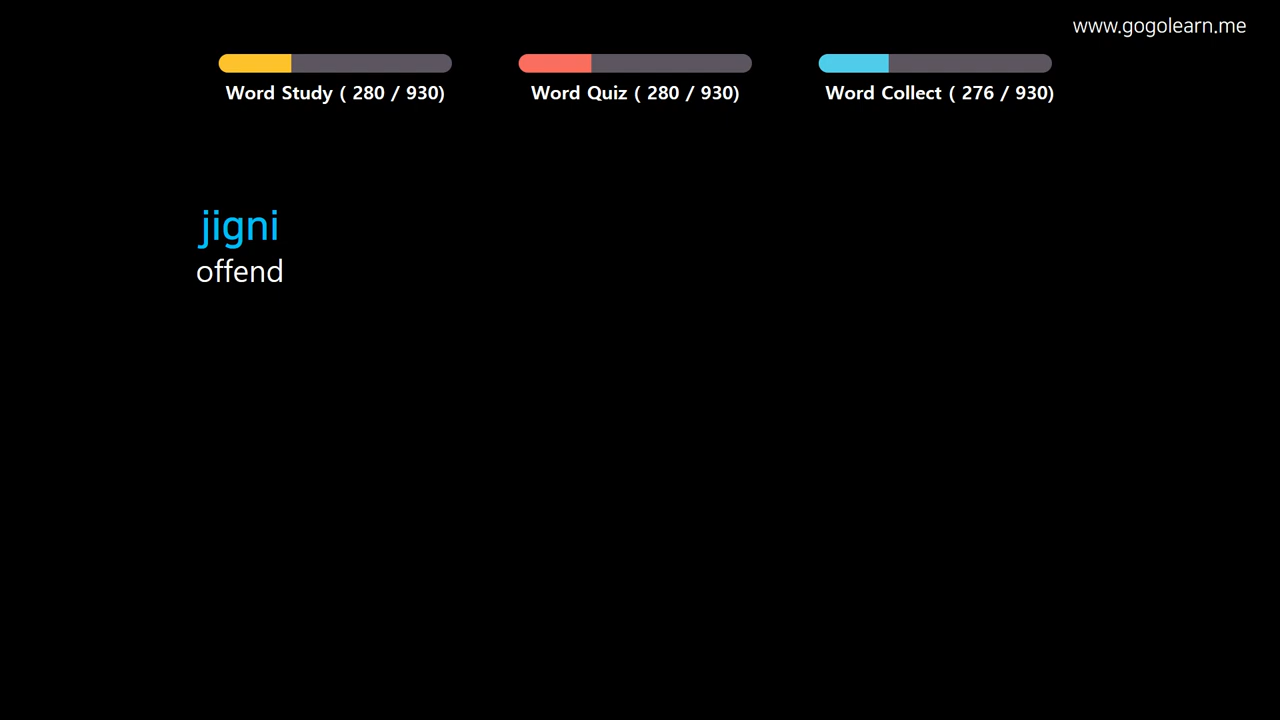 www.gogolearn.me
Word Study ( 280 / 930)
Word Quiz ( 280 / 930)
Word Collect ( 276 / 930)
jigni
offend